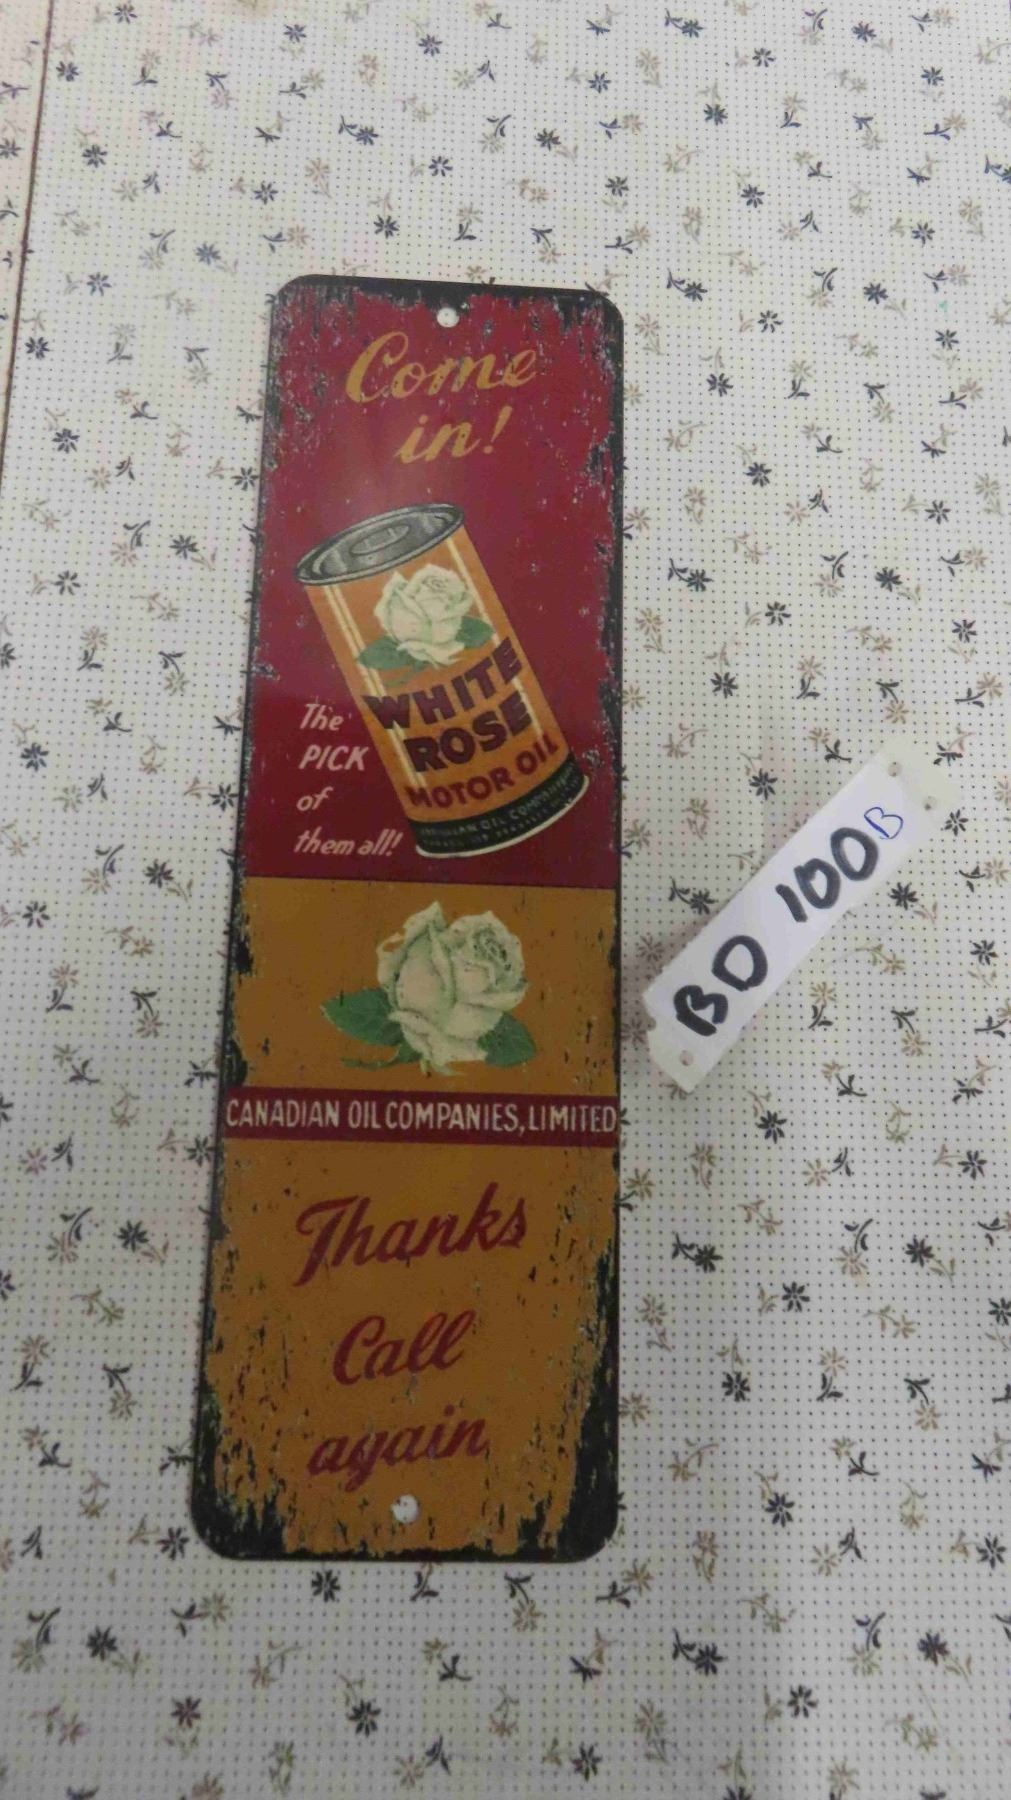 Come
in!
WHITE
ROSE
MOTOR OIL
The
PICK
of
them all!
CANADIAN OIL COMPANIES, LIMITED
Thanks
Call
again
BD 100B